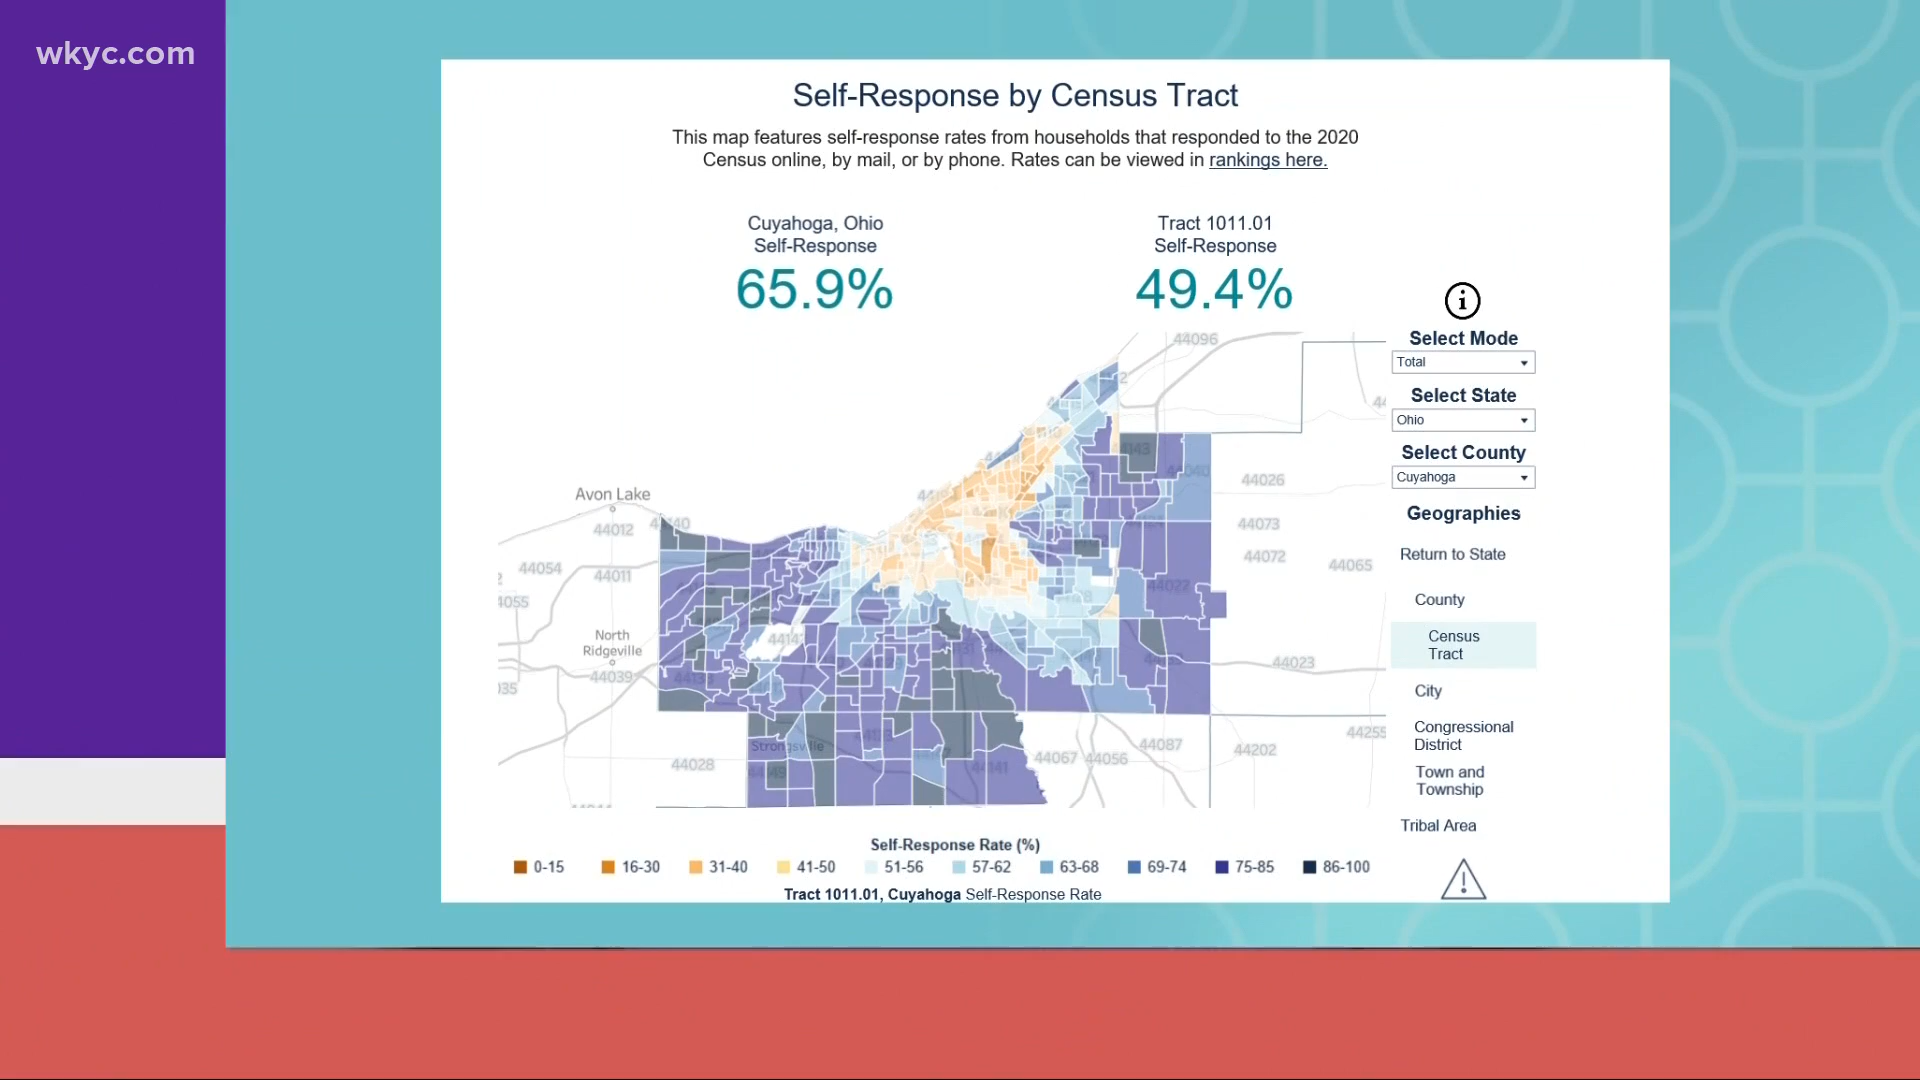 wkyc.com
Self-Response by Census Tract
This map features self-response rates from households that responded to the 2020
Census online, by mail, or by phone. Rates can be viewed in rankings here.
Cuyahoga, Ohio
Self-Response
65.9%
Tract 1011.01
Self-Response
49.4%
Select Mode
Total
Select State
Ohio
Select County
Cuyahoga
Geographies
Return to State
County
Census
Tract
City
Congressional
District
Town and
Township
Tribal Area
44096
44026
44073
44072
44065
44040
44022
Avon Lake
44012
44054
44011
North
Ridgeville
44039
44023
44255
44087
44202
44067
44056
44028
Strongsville
44141
Self-Response Rate (%)
0-15
16-30
31-40
41-50
51-56
57-62
63-68
69-74
75-85
86-100
Tract 1011.01, Cuyahoga Self-Response Rate